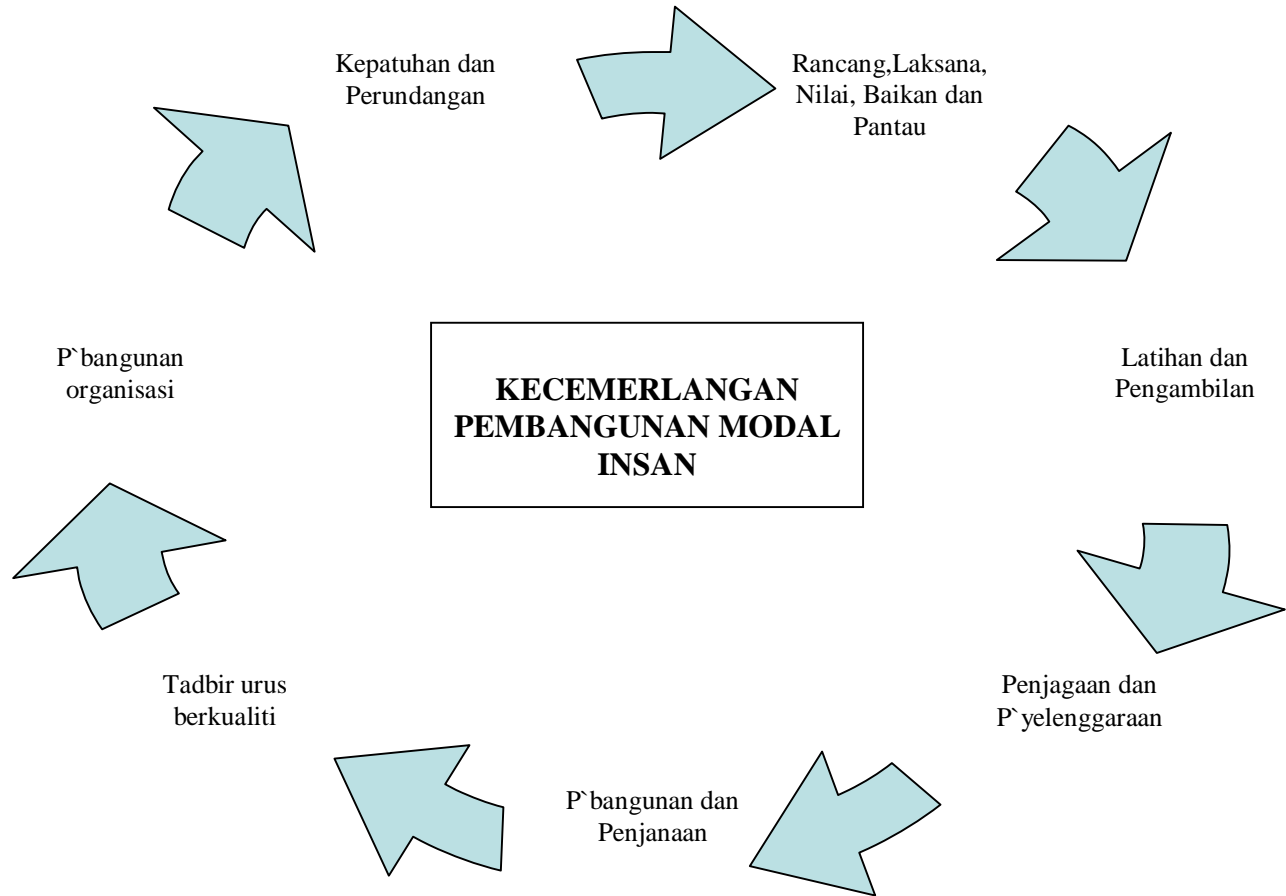 Kepatuhan dan
Perundangan
Rancang,Laksana,
Nilai, Baikan dan
Pantau
P`bangunan
organisasi
KECEMERLANGAN
PEMBANGUNAN MODAL
INSAN
Latihan dan
Pengambilan
Tadbir urus
berkualiti
Penjagaan dan
P`yelenggaraan
P`bangunan dan
Penjanaan